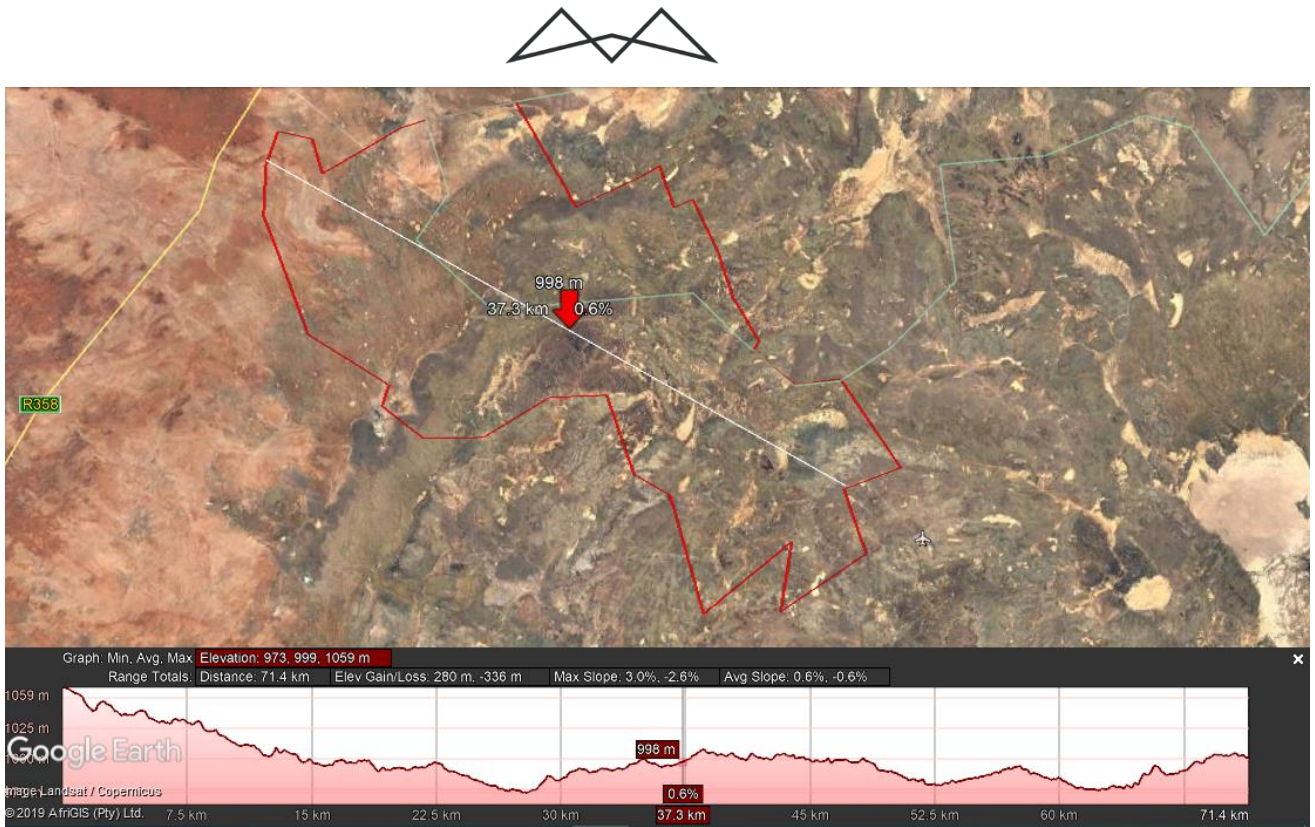 998 m
37.3 km 0.6%
R358
Graph: Min, Avg, Max Elevation: 973, 999, 1059 m
Range Totals: Distance: 71.4 km Elev Gain/Loss: 280 m, -336 m Max Slope: 3.0%, -2.6% Avg Slope: 0.6%, -0.6%
1059 m
1025 m
Google Earth
998 m
Image Landsat / Copernicus
0.6%
© 2019 AfriGIS (Pty) Ltd. 7.5 km 15 km 22.5 km 30 km 37.3 km 45 km 52.5 km 60 km 71.4 km